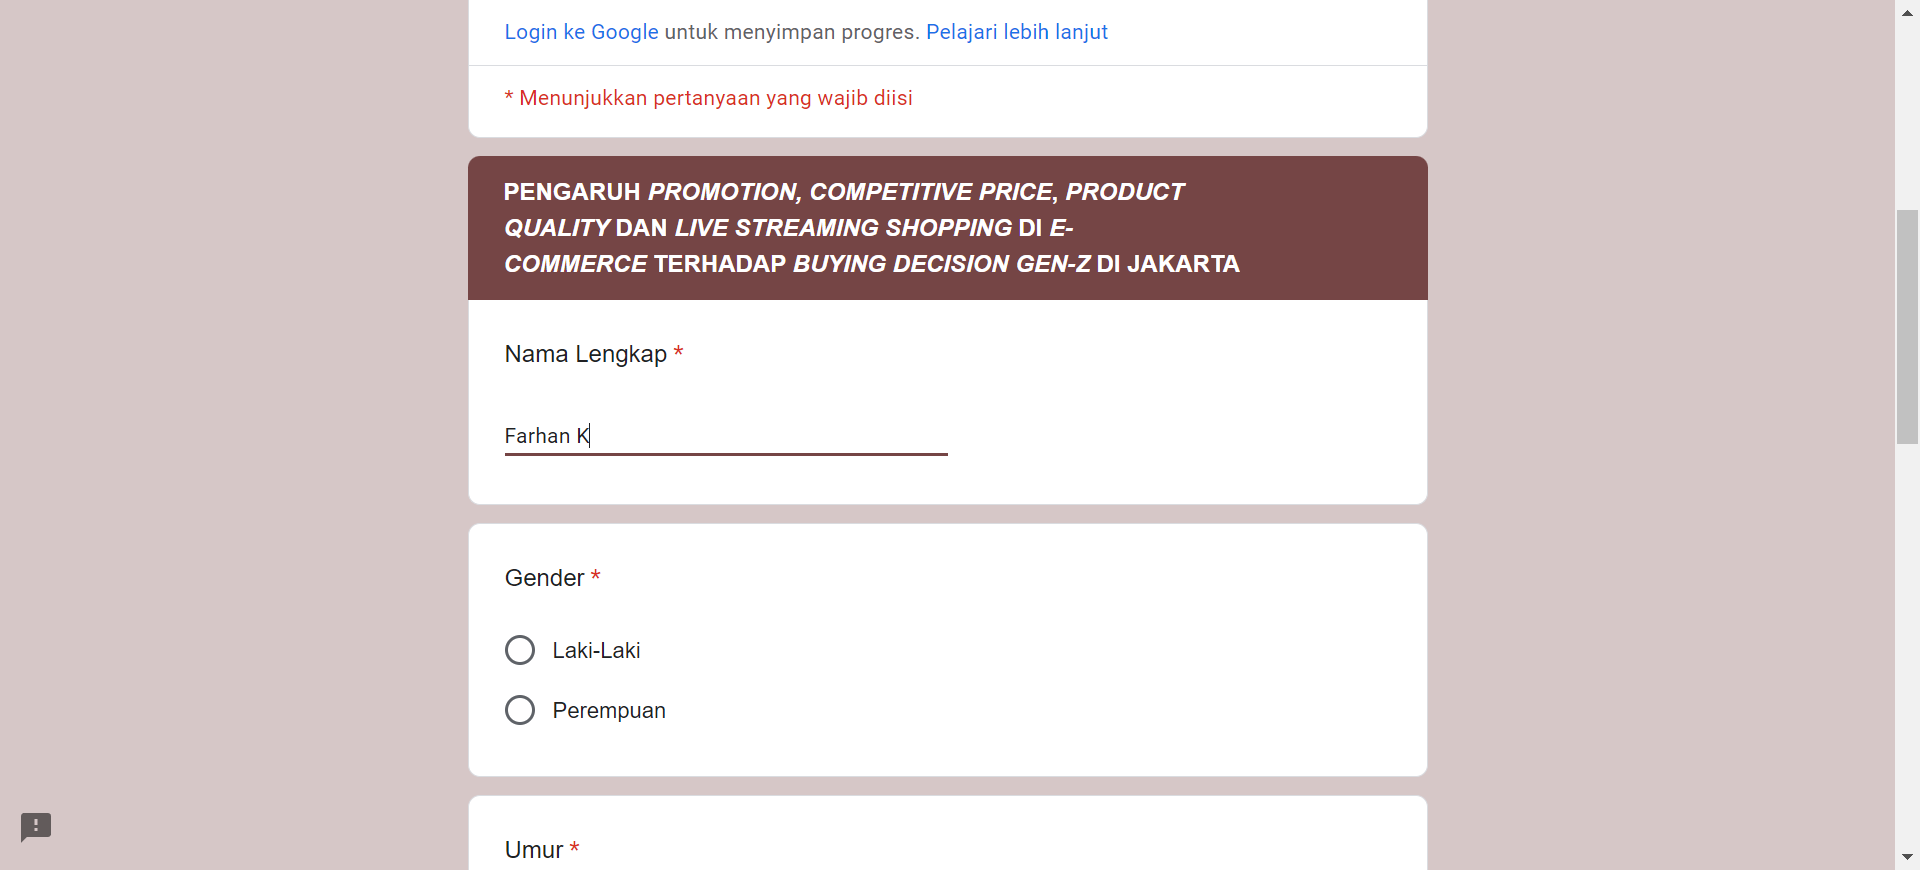 Login ke Google untuk menyimpan progres. Pelajari lebih lanjut
* Menunjukkan pertanyaan yang wajib diisi
PENGARUH PROMOTION, COMPETITIVE PRICE, PRODUCT
QUALITY DAN LIVE STREAMING SHOPPING DI E-
COMMERCE TERHADAP BUYING DECISION GEN-Z DI JAKARTA
Nama Lengkap *
Farhan K
Gender *
Laki-Laki
Perempuan
Umur *